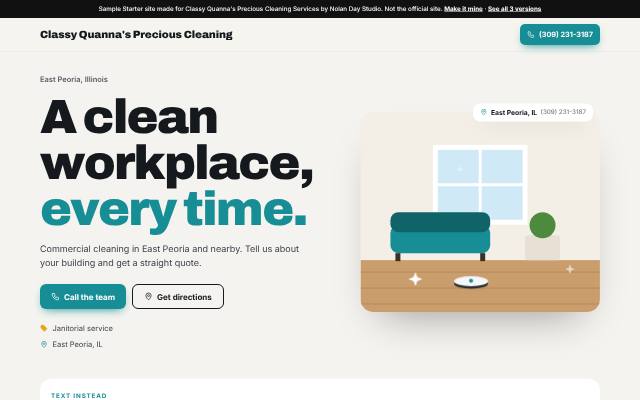 Sample Starter site made for Classy Quanna's Precious Cleaning Services by Nolan Day Studio. Not the official site. Make it mine · See all 3 versions
Classy Quanna's Precious Cleaning
(309) 231-3187
East Peoria, Illinois
A clean
workplace,
every time.
Commercial cleaning in East Peoria and nearby. Tell us about
your building and get a straight quote.
Call the team
Get directions
Janitorial service
East Peoria, IL
East Peoria, IL (309) 231-3187
TEXT INSTEAD